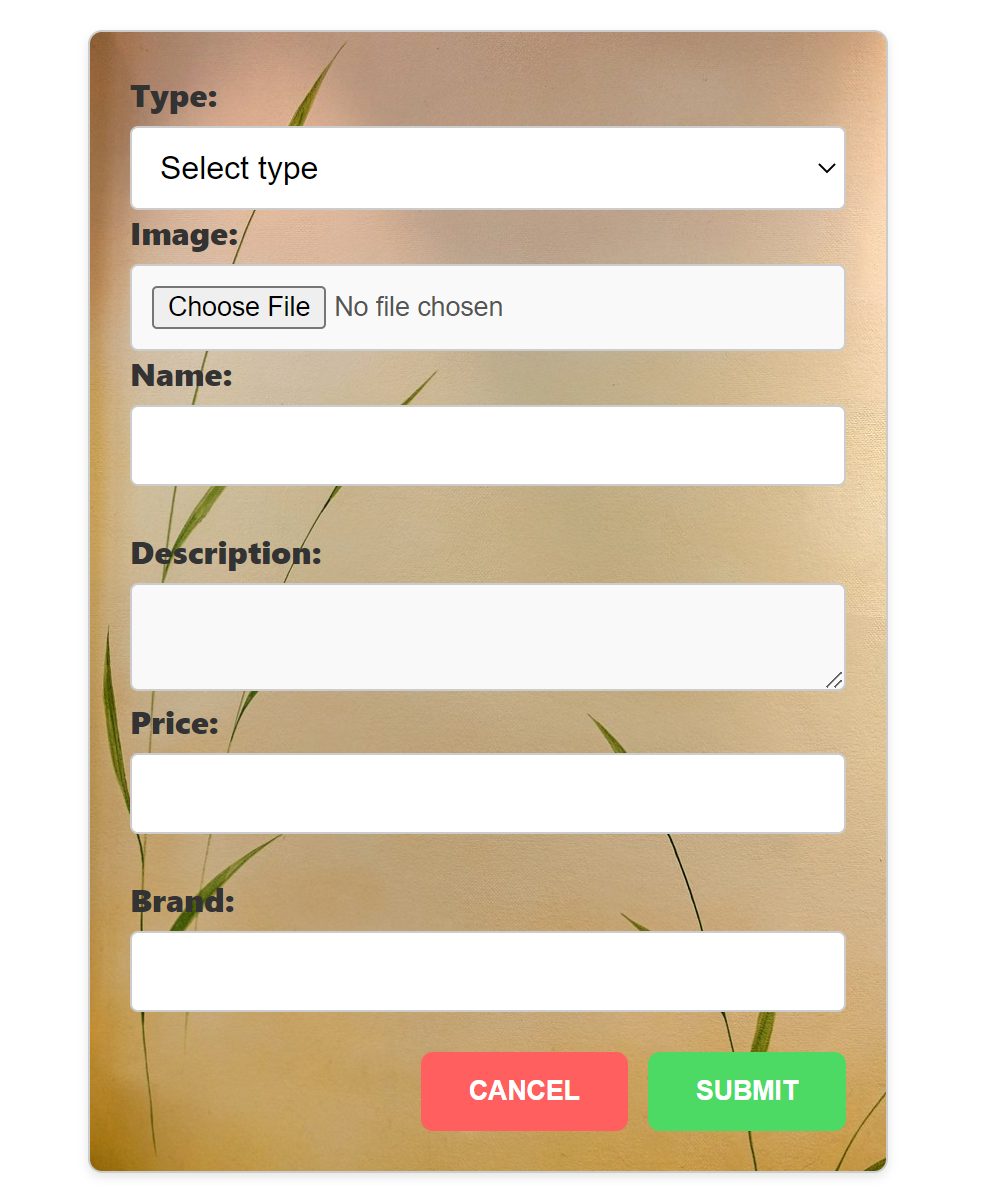 Type:
Select type
Image:
Choose File No file chosen
Name:
Description:
Price:
Brand:
CANCEL SUBMIT